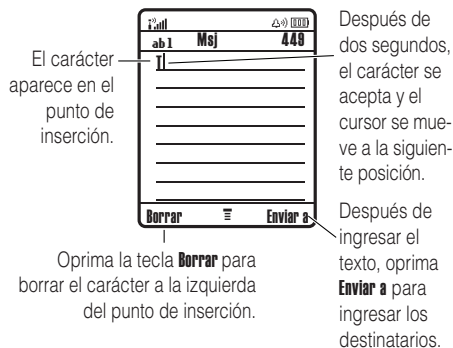 ab1 Msj 449
T
Borrar Enviar a
El carácter
aparece en el
punto de
inserción.
Después de
dos segundos,
el carácter se
acepta y el
cursor se mue-
ve a la siguien-
te posición.
Oprima la tecla Borrar para
borrar el carácter a la izquierda
del punto de inserción.
Después de
ingresar el
texto, oprima
Enviar a para
ingresar los
destinatarios.